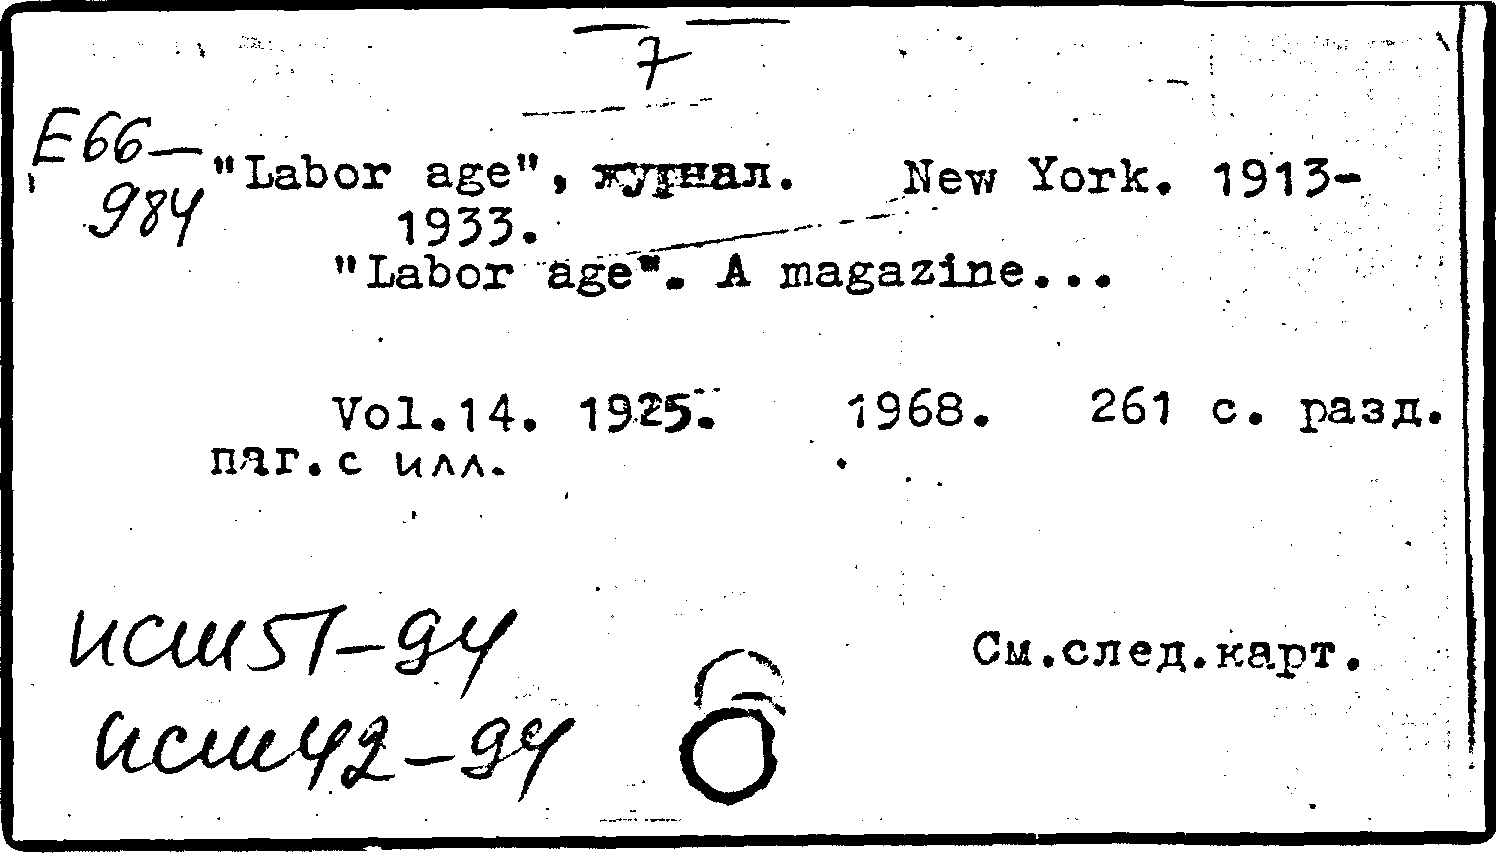 7
E66-
984
"Labor age", журнал. New York. 1913-
1933.
"Labor age". A magazine...
Vol.14. 1925. 1968. 261 с. разд.
паг.с илл.
См.след.карт.
ИСШ51-94
ИСШ42-94